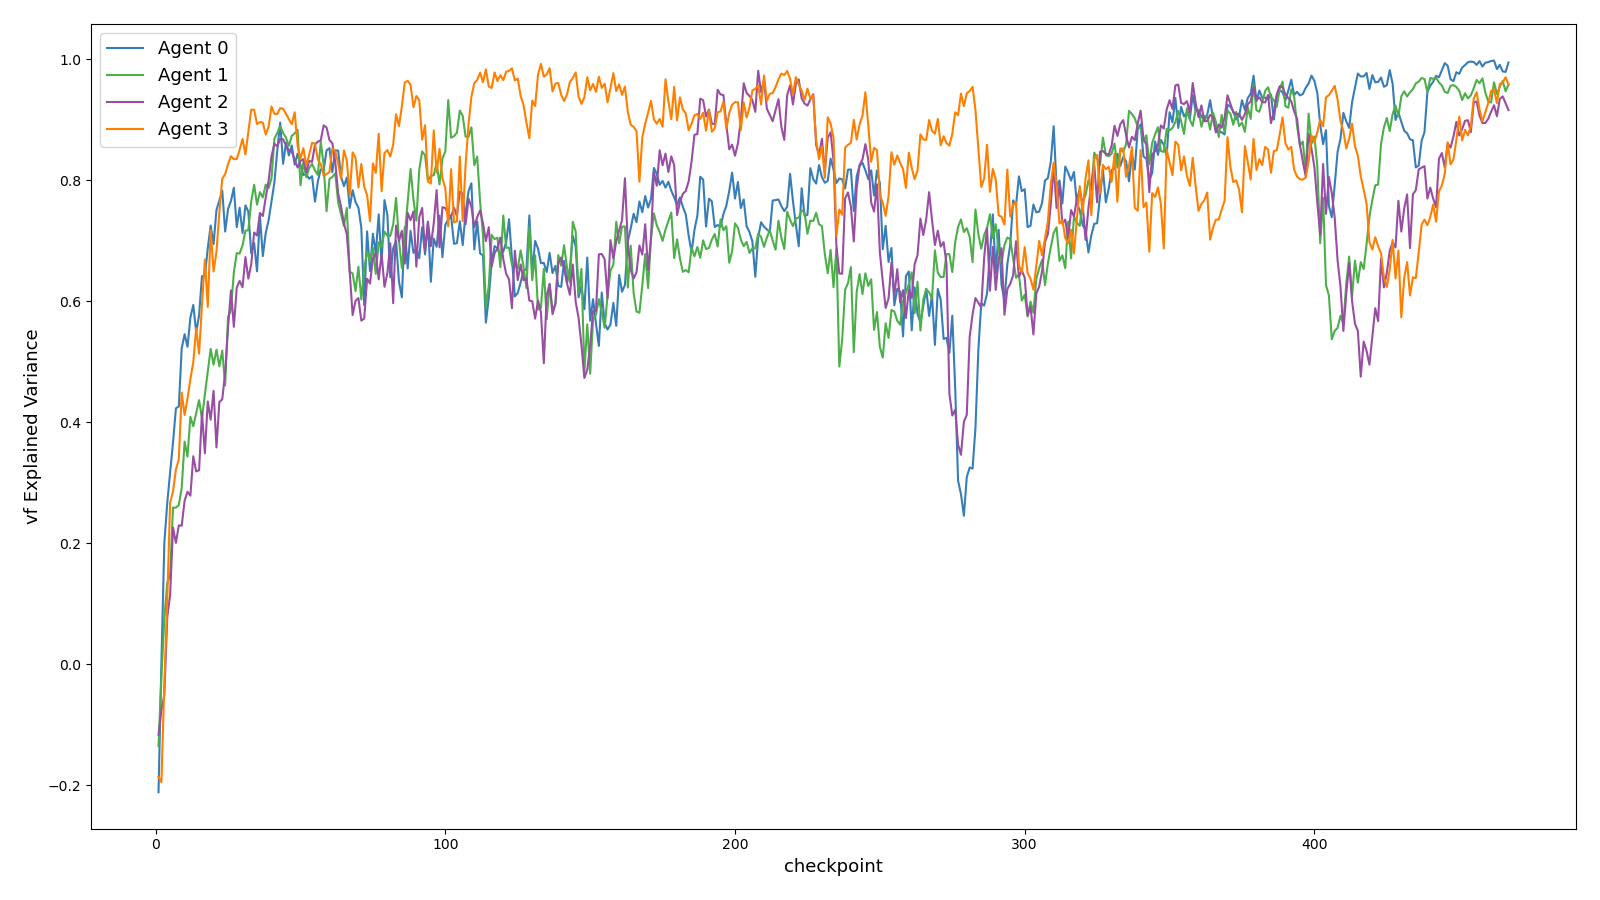 Agent 0
Agent 1
Agent 2
Agent 3
1.0
0.8
0.6
0.4
0.2
0.0
−0.2
vf Explained Variance
0 100 200 300 400
checkpoint